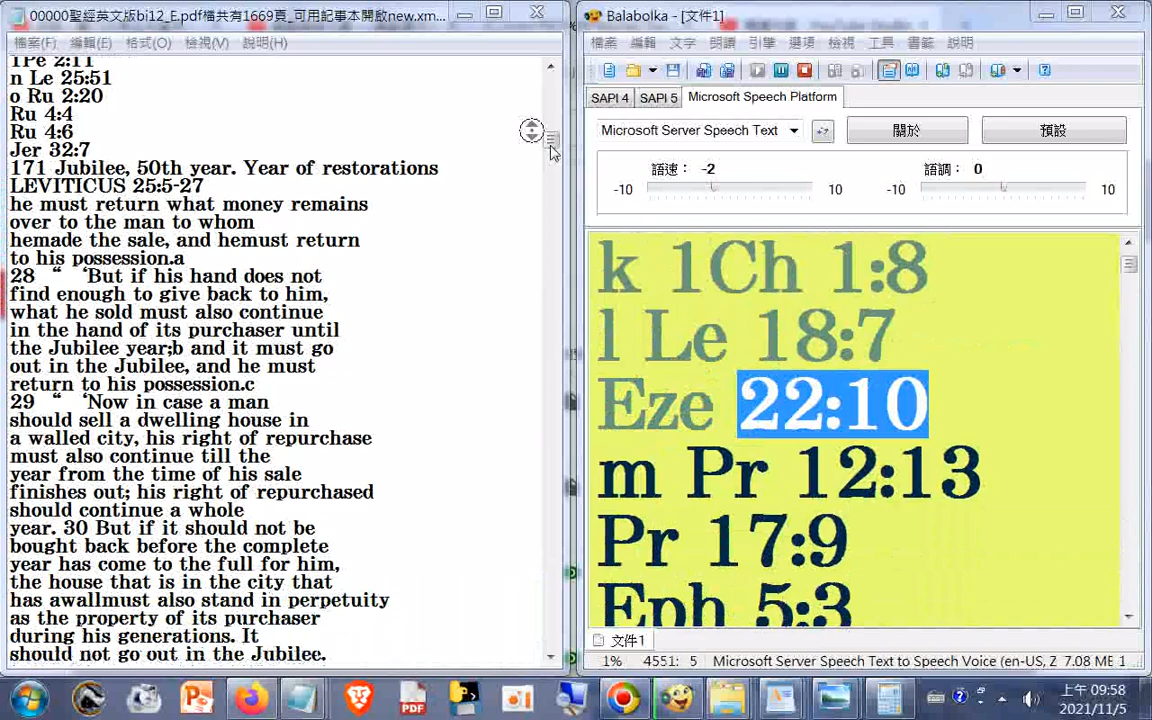 00000聖經英文版bi12_E.pdf檔共有1669頁_可用記事本開啟new.xm...
檔案(F) 編輯(E) 格式(O) 檢視(V) 說明(H)
1Pe 2:11
n Le 25:51
o Ru 2:20
Ru 4:4
Ru 4:6
Jer 32:7
171 Jubilee, 50th year. Year of restorations
LEVITICUS 25:5-27
he must return what money remains
over to the man to whom
hemade the sale, and hemust return
to his possession.a
28 “ ‘But if his hand does not
find enough to give back to him,
what he sold must also continue
in the hand of its purchaser until
the Jubilee year;b and it must go
out in the Jubilee, and he must
return to his possession.c
29 “ ‘Now in case a man
should sell a dwelling house in
a walled city, his right of repurchase
must also continue till the
year from the time of his sale
finishes out; his right of repurchased
should continue a whole
year. 30 But if it should not be
bought back before the complete
year has come to the full for him,
the house that is in the city that
has awallmust also stand in perpetuity
as the property of its purchaser
during his generations. It
should not go out in the Jubilee.
Balabolka - [文件1]
檔案 編輯 文字 朗讀 引擎 選項 檢視 工具 書籤 說明
SAPI 4 SAPI 5 Microsoft Speech Platform
Microsoft Server Speech Text 關於 預設
語速： -2 語調： 0
-10 10 -10 10
k 1Ch 1:8
l Le 18:7
Eze 22:10
m Pr 12:13
Pr 17:9
Eph 5:3
文件1
1% 4551: 5 Microsoft Server Speech Text to Speech Voice (en-US, Z 7.08 ME 1
PDF
上午 09:58
2021/11/5